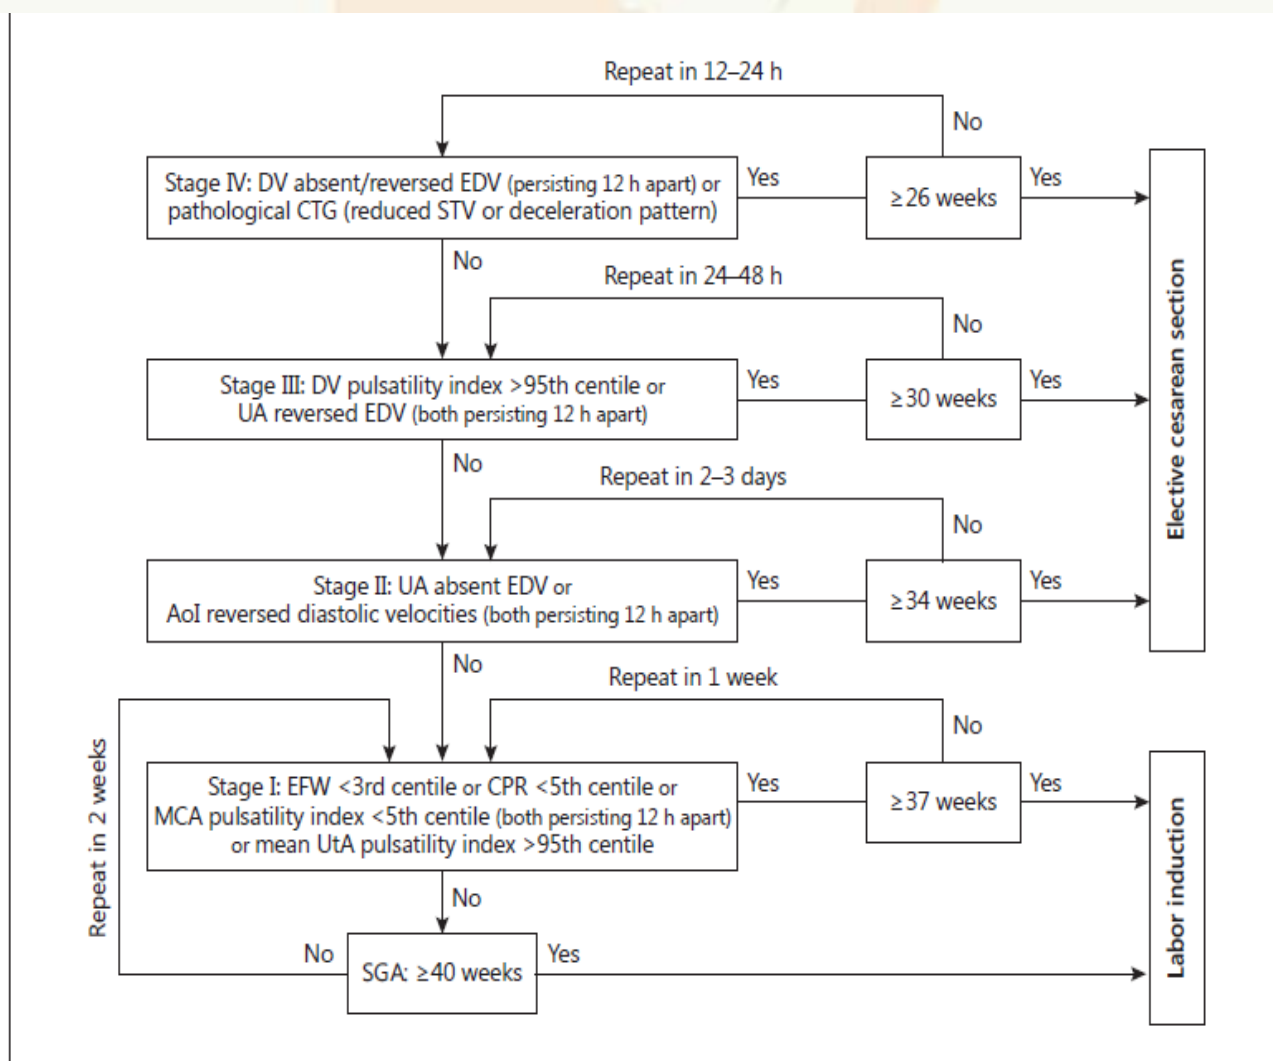 Repeat in 12–24 h
No
Stage IV: DV absent/reversed EDV (persisting 12 h apart) or
pathological CTG (reduced STV or deceleration pattern)
Yes
≥26 weeks
Yes
No
Repeat in 24–48 h
No
Stage III: DV pulsatility index >95th centile or
UA reversed EDV (both persisting 12 h apart)
Yes
≥30 weeks
Yes
No
Repeat in 2–3 days
No
Stage II: UA absent EDV or
AoI reversed diastolic velocities (both persisting 12 h apart)
Yes
≥34 weeks
Yes
Elective cesarean section
No
Repeat in 1 week
No
Stage I: EFW <3rd centile or CPR <5th centile or
MCA pulsatility index <5th centile (both persisting 12 h apart)
or mean UtA pulsatility index >95th centile
Yes
≥37 weeks
Yes
Repeat in 2 weeks
No
No
SGA: ≥40 weeks
Yes
Labor induction